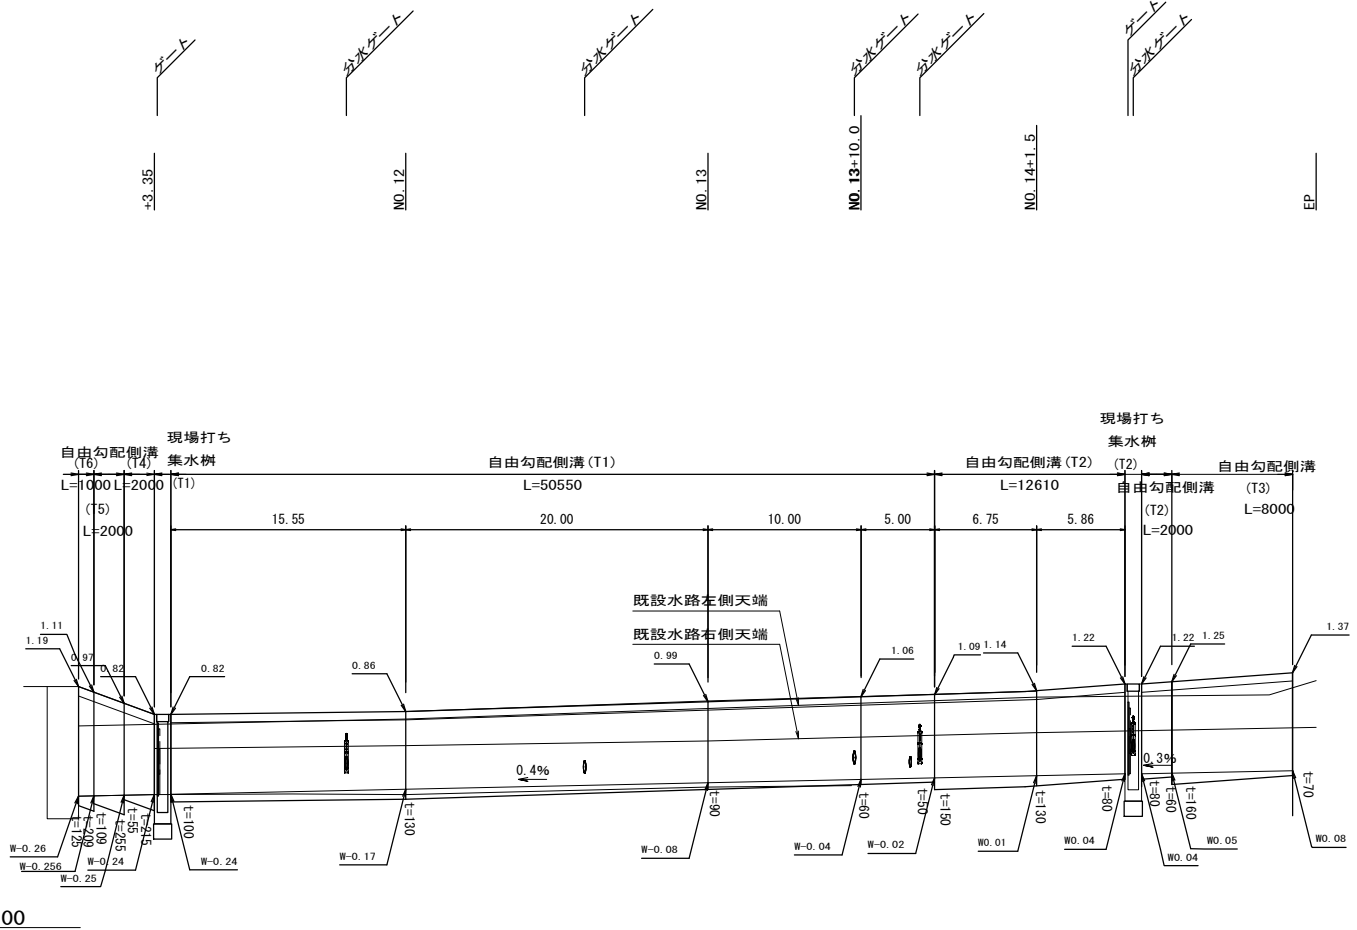 ゲート
分水ゲート
分水ゲート
分水ゲート
分水ゲート
ゲート
分水ゲート
+3.35
NO.12
NO.13
NO.13+10.0
NO.14+1.5
EP
現場打ち
集水桝
(T1)
現場打ち
集水桝
(T2)
自由勾配側溝
(T6)
(T4)
L=1000
L=2000
(T5)
L=2000
自由勾配側溝(T1)
L=50550
自由勾配側溝(T2)
L=12610
自由勾配側溝
(T2)
L=2000
自由勾配側溝
(T3)
L=8000
15.55
20.00
10.00
5.00
6.75
5.86
既設水路左側天端
既設水路右側天端
1.11
1.19
0.97
0.82
0.82
0.86
0.99
1.06
1.09
1.14
1.22
1.22
1.25
1.37
0.4%
0.3%
t=125
t=209
t=109
t=255
t=55
t=215
t=100
t=130
t=90
t=60
t=50
t=150
t=130
t=80
t=80
t=60
t=160
t=70
W-0.26
W-0.256
W-0.25
W-0.24
W-0.24
W-0.17
W-0.08
W-0.04
W-0.02
W0.01
W0.04
W0.04
W0.05
W0.08
00